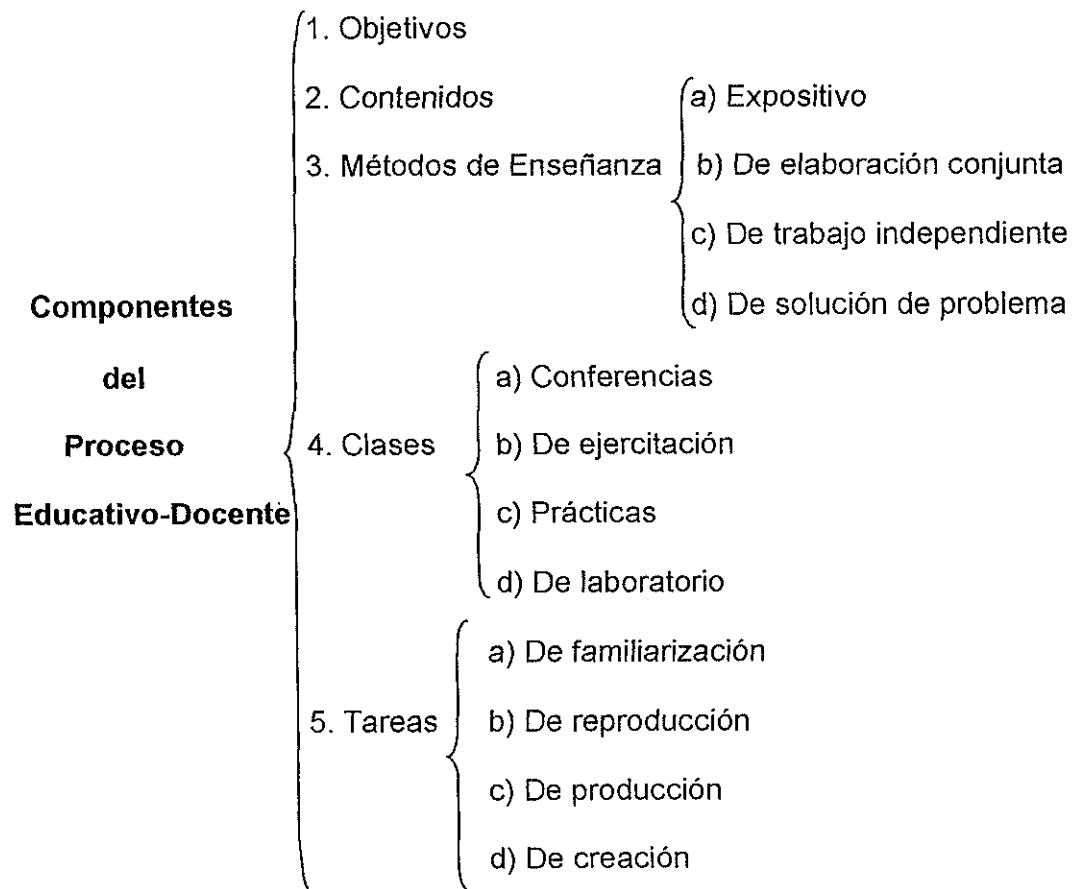 Componentes
del
Proceso
Educativo-Docente
1. Objetivos
2. Contenidos
3. Métodos de Enseñanza
a) Expositivo
b) De elaboración conjunta
c) De trabajo independiente
d) De solución de problema
4. Clases
a) Conferencias
b) De ejercitación
c) Prácticas
d) De laboratorio
5. Tareas
a) De familiarización
b) De reproducción
c) De producción
d) De creación